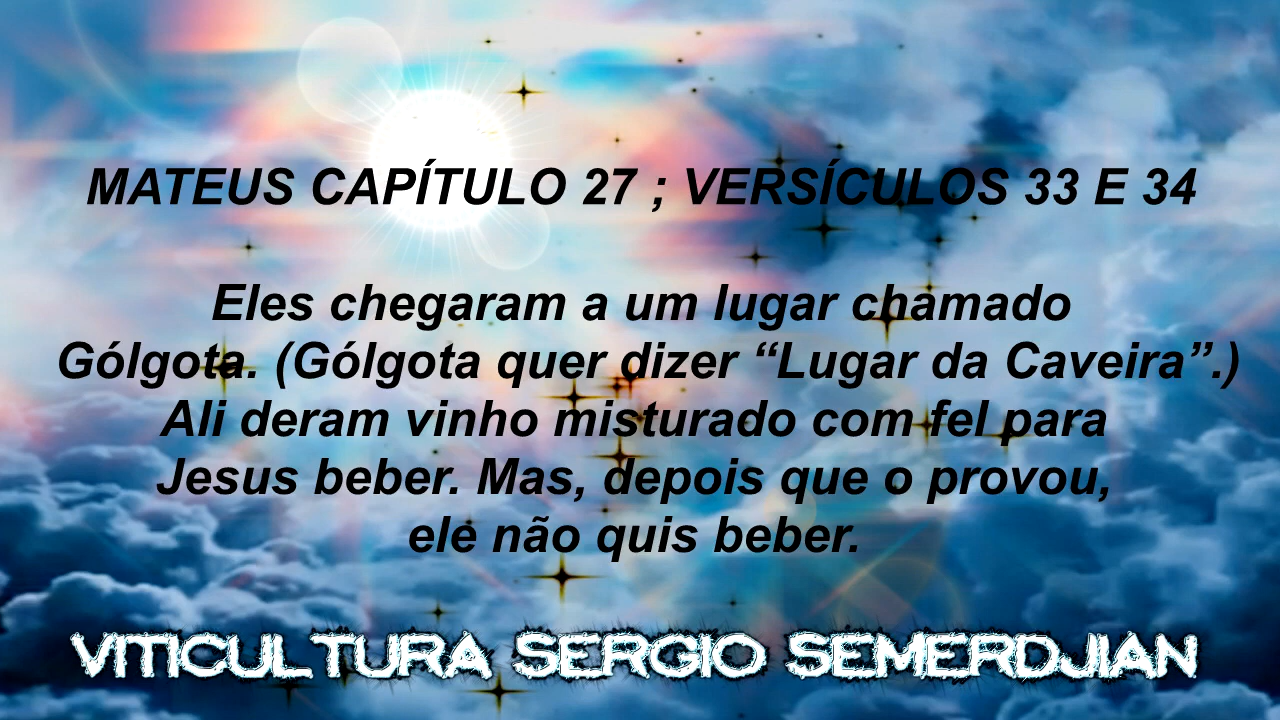 MATEUS CAPÍTULO 27 ; VERSÍCULOS 33 E 34
Eles chegaram a um lugar chamado
Gólgota. (Gólgota quer dizer “Lugar da Caveira”.)
Ali deram vinho misturado com fel para
Jesus beber. Mas, depois que o provou,
ele não quis beber.
VITICULTURA SERGIO SEMERDJIAN